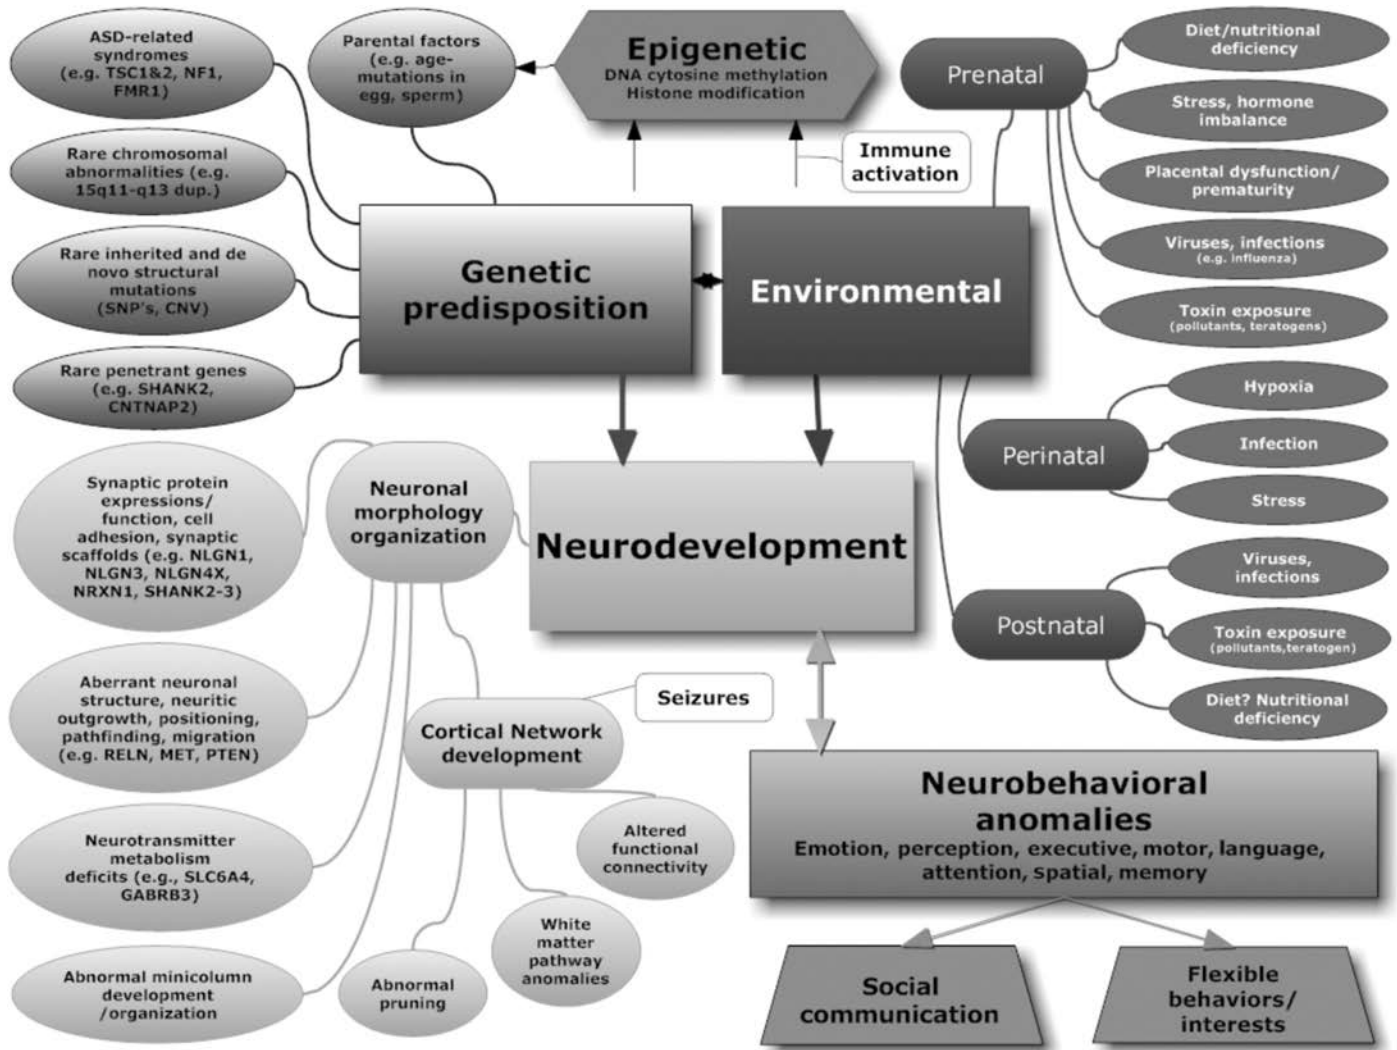 ASD-related
syndromes
(e.g. TSC1&2, NF1,
FMR1)
Parental factors
(e.g. age-
mutations in
egg, sperm)
Epigenetic
DNA cytosine methylation
Histone modification
Prenatal
Diet/nutritional
deficiency
Stress, hormone
imbalance
Placental dysfunction/
prematurity
Viruses, infections
(e.g. influenza)
Toxin exposure
(pollutants, teratogens)
Rare chromosomal
abnormalities (e.g.
15q11-q13 dup.)
Immune
activation
Rare inherited and de
novo structural
mutations
(SNP's, CNV)
Genetic
predisposition
Environmental
Rare penetrant genes
(e.g. SHANK2,
CNTNAP2)
Hypoxia
Perinatal
Infection
Stress
Synaptic protein
expressions/
function, cell
adhesion, synaptic
scaffolds (e.g. NLGN1,
NLGN3, NLGN4X,
NRXN1, SHANK2-3)
Neuronal
morphology
organization
Neurodevelopment
Viruses,
infections
Postnatal
Toxin exposure
(pollutants,teratogen)
Diet? Nutritional
deficiency
Aberrant neuronal
structure, neuritic
outgrowth, positioning,
pathfinding, migration
(e.g. RELN, MET, PTEN)
Seizures
Cortical Network
development
Neurobehavioral
anomalies
Emotion, perception, executive, motor, language,
attention, spatial, memory
Neurotransmitter
metabolism
deficits (e.g., SLC6A4,
GABRB3)
Altered
functional
connectivity
White
matter
pathway
anomalies
Abnormal minicolumn
development
/organization
Abnormal
pruning
Social
communication
Flexible
behaviors/
interests